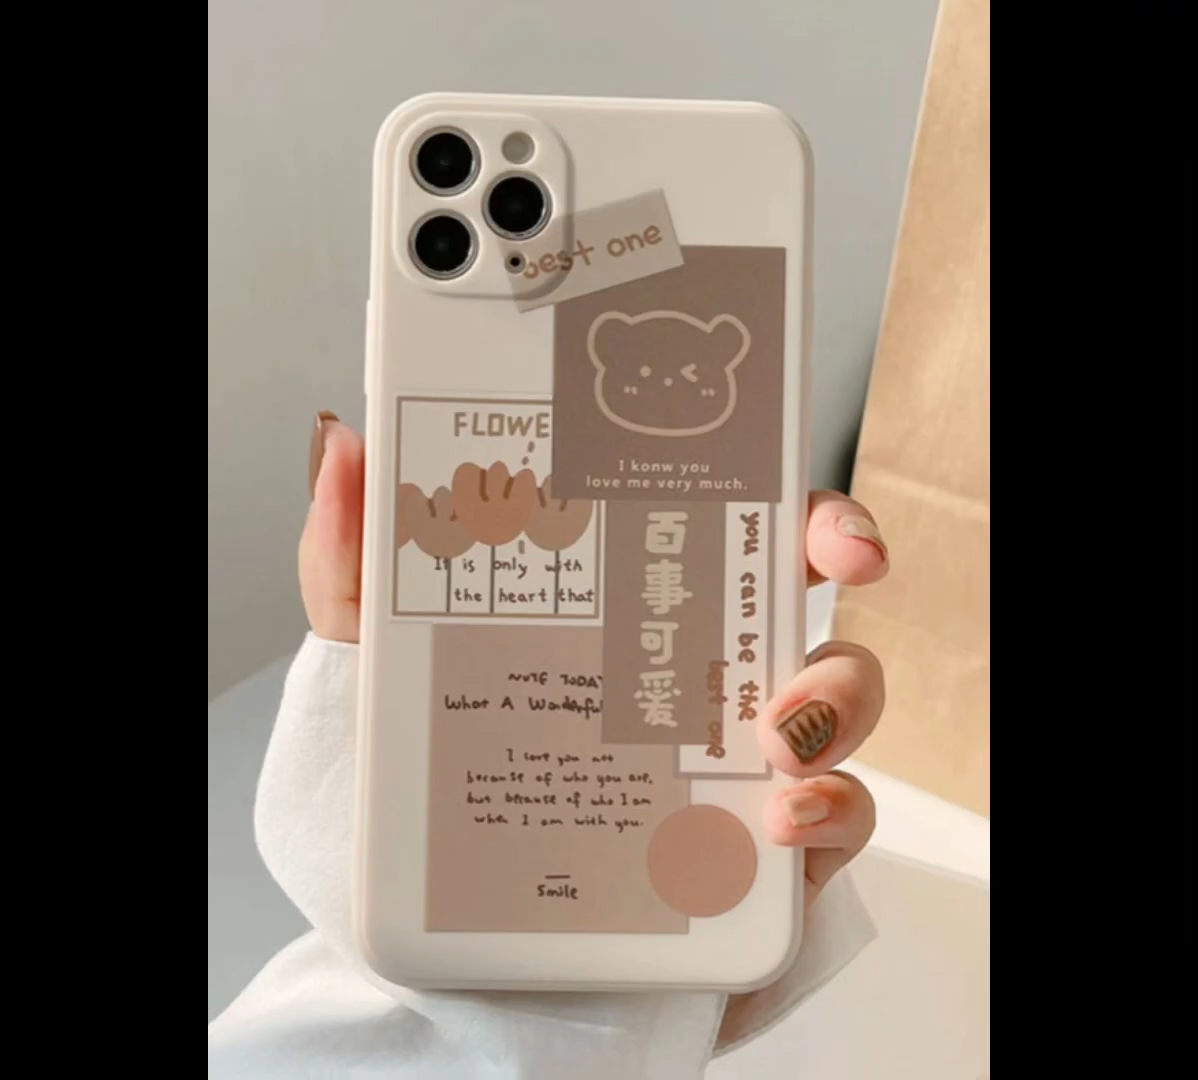 best one
FLOWE
I konw you
love me very much.
It is only with
the heart that
百事可爱
you can be the
best one
NOTE TODAY
What A Wonderful
I love you not
because of who you are,
but because of who I am
when I am with you.
Smile